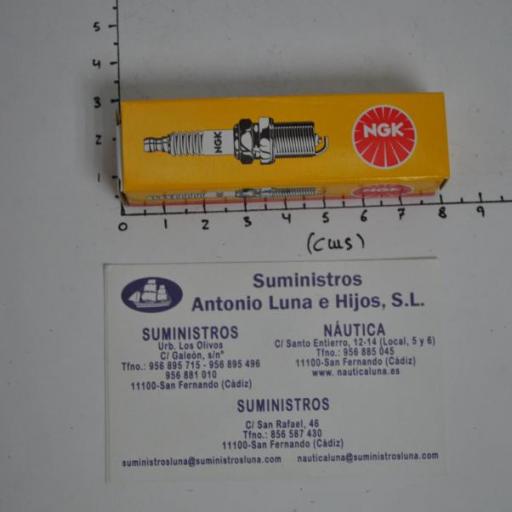 5
4
3
2
1
0
0 1 2 3 4 5 6 7 8 9
(cms)
NGK
NGK
Suministros
Antonio Luna e Hijos, S.L.
SUMINISTROS
Urb. Los Olivos
C/ Galeón, s/nº
Tfno.: 956 895 715 - 956 895 496
956 881 010
11100-San Fernando (Cádiz)
NÁUTICA
C/ Santo Entierro, 12-14 (Local, 5 y 6)
Tfno.: 956 885 045
11100-San Fernando (Cádiz)
www. nauticaluna.es
SUMINISTROS
C/ San Rafael, 46
Tfno.: 856 587 430
11100-San Fernando (Cádiz)
suministrosluna@suministrosluna.com nauticaluna@suministrosluna.com